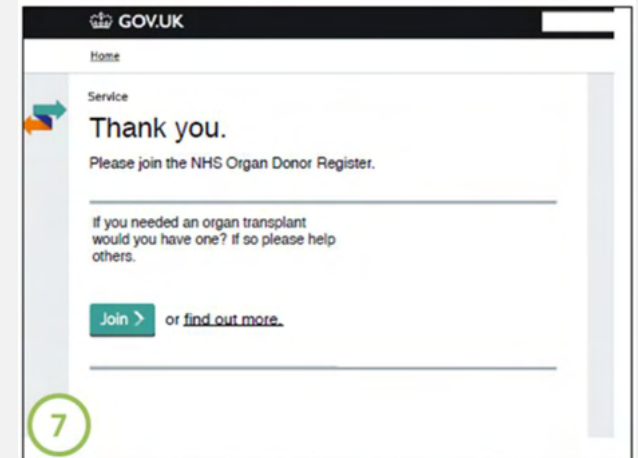 GOV.UK
Home
Service
Thank you.
Please join the NHS Organ Donor Register.
If you needed an organ transplant
would you have one? If so please help
others.
Join > or find out more.
7